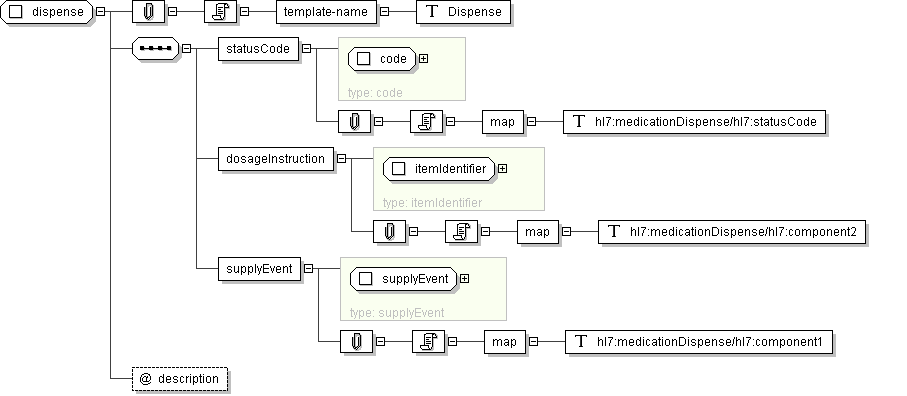 dispense
template-name
T Dispense
statusCode
code
type: code
map
T hl7:medicationDispense/hl7:statusCode
dosageInstruction
itemIdentifier
type: itemIdentifier
map
T hl7:medicationDispense/hl7:component2
supplyEvent
supplyEvent
type: supplyEvent
map
T hl7:medicationDispense/hl7:component1
@ description